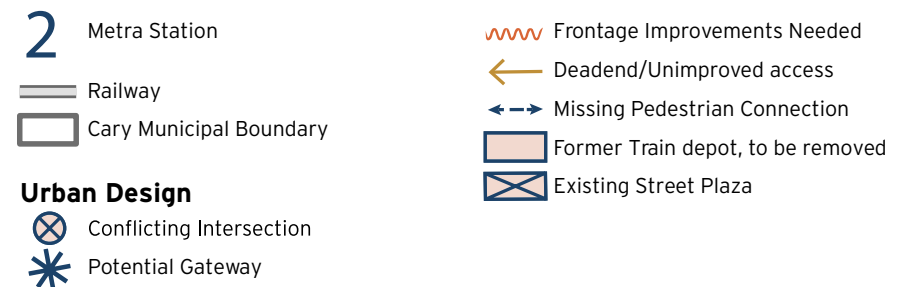 2 Metra Station
Railway
Cary Municipal Boundary
Urban Design
Conflicting Intersection
Potential Gateway
Frontage Improvements Needed
Deadend/Unimproved access
Missing Pedestrian Connection
Former Train depot, to be removed
Existing Street Plaza